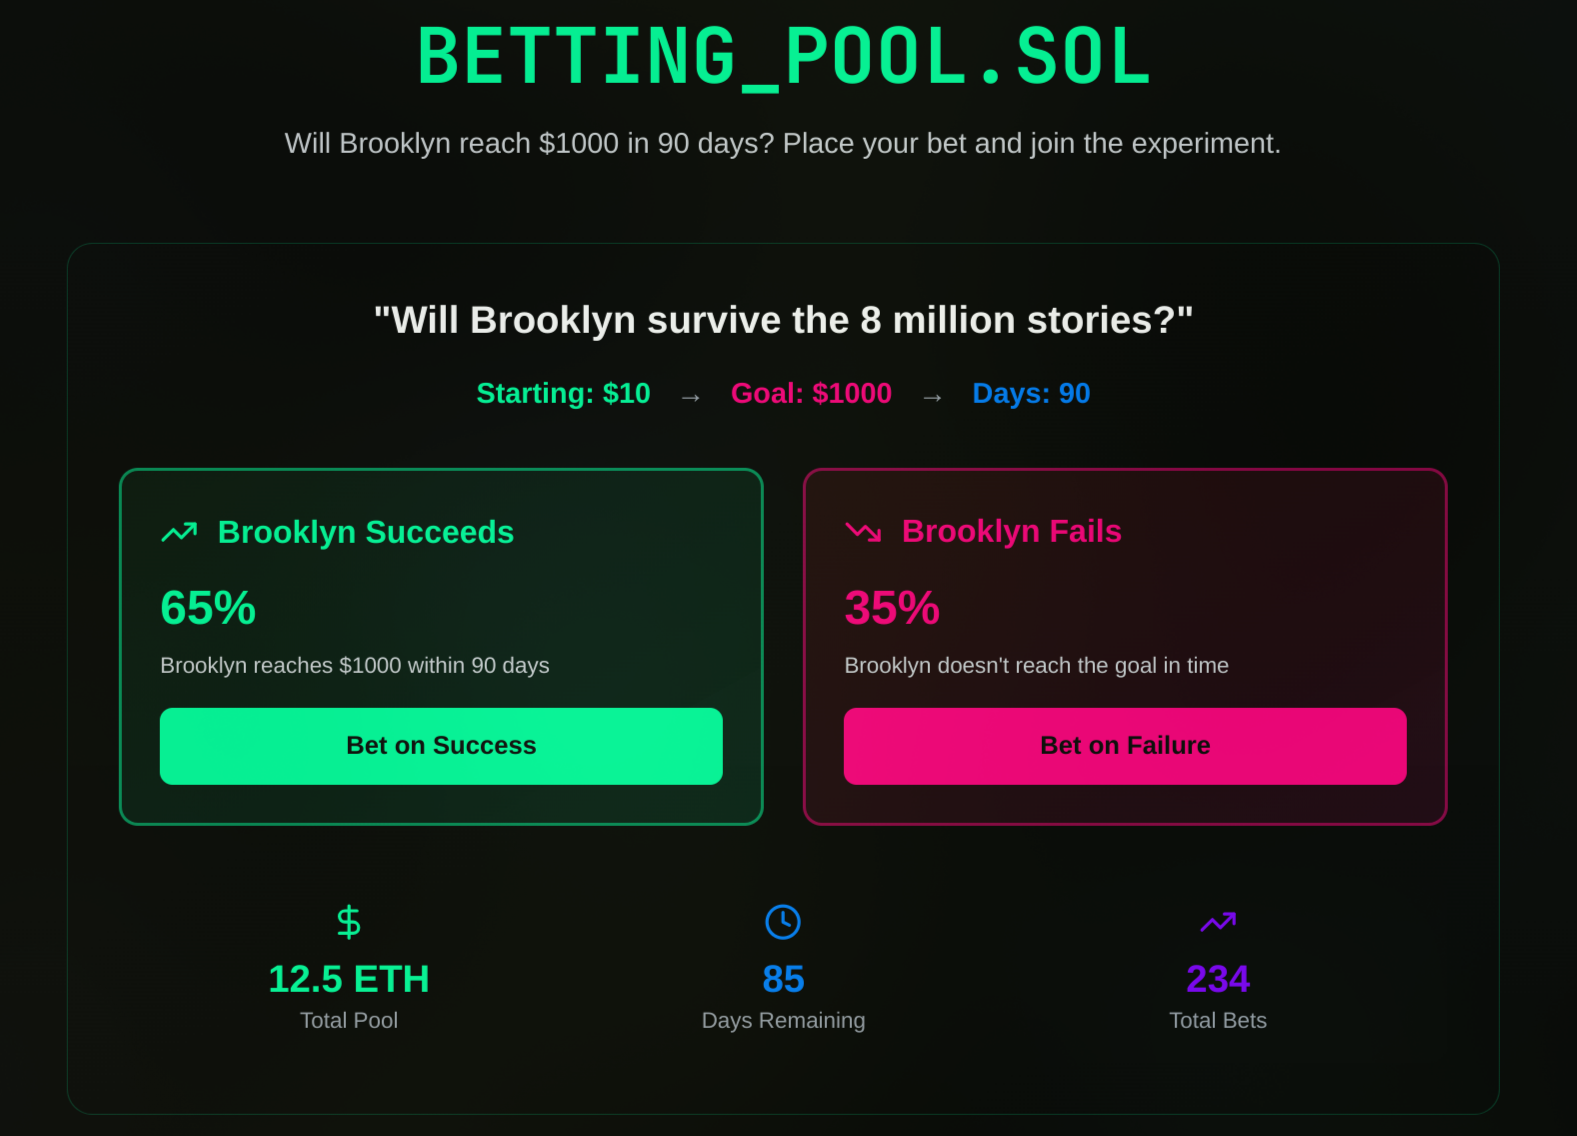 BETTING_POOL.SOL
Will Brooklyn reach $1000 in 90 days? Place your bet and join the experiment.
"Will Brooklyn survive the 8 million stories?"
Starting: $10 → Goal: $1000 → Days: 90
Brooklyn Succeeds
65%
Brooklyn reaches $1000 within 90 days
Bet on Success
Brooklyn Fails
35%
Brooklyn doesn't reach the goal in time
Bet on Failure
12.5 ETH
Total Pool
85
Days Remaining
234
Total Bets